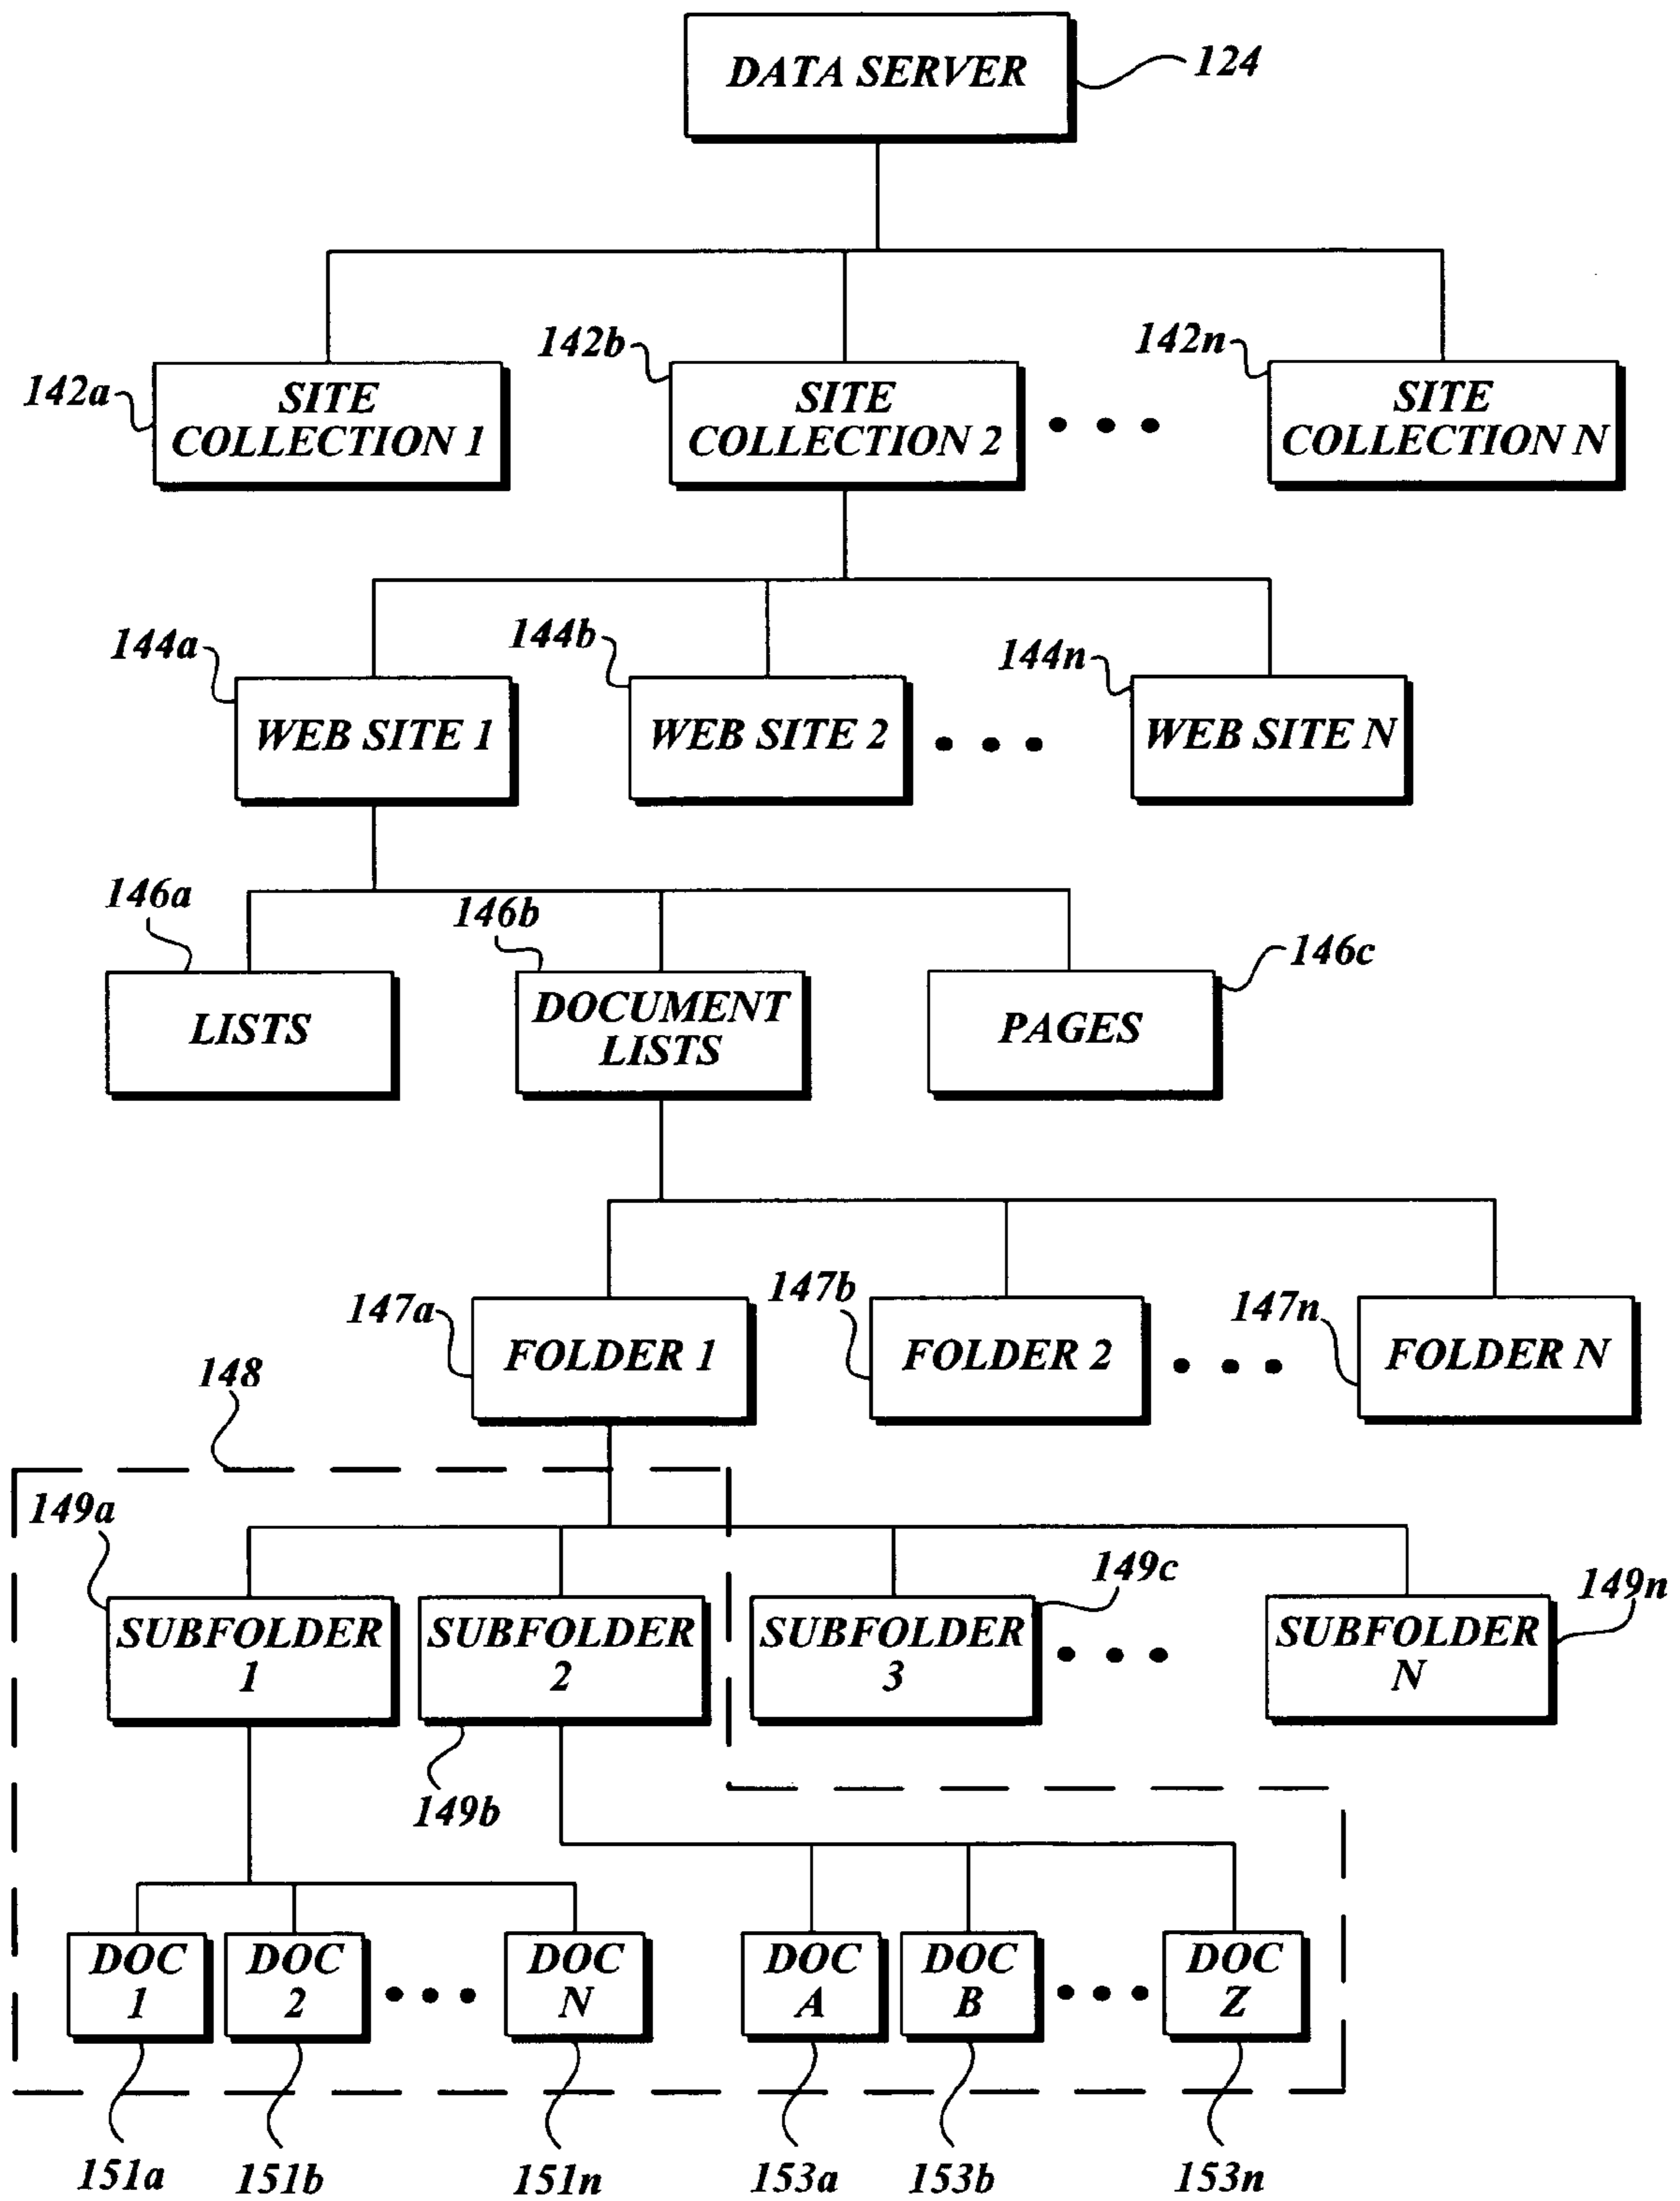 DATA SERVER
124
142a
SITE
COLLECTION 1
142b
SITE
COLLECTION 2
142n
SITE
COLLECTION N
144a
WEB SITE 1
144b
WEB SITE 2
144n
WEB SITE N
146a
LISTS
146b
DOCUMENT
LISTS
146c
PAGES
147a
FOLDER 1
147b
FOLDER 2
147n
FOLDER N
148
149a
SUBFOLDER
1
SUBFOLDER
2
149b
149c
SUBFOLDER
3
149n
SUBFOLDER
N
DOC
1
DOC
2
DOC
N
DOC
A
DOC
B
DOC
Z
151a
151b
151n
153a
153b
153n